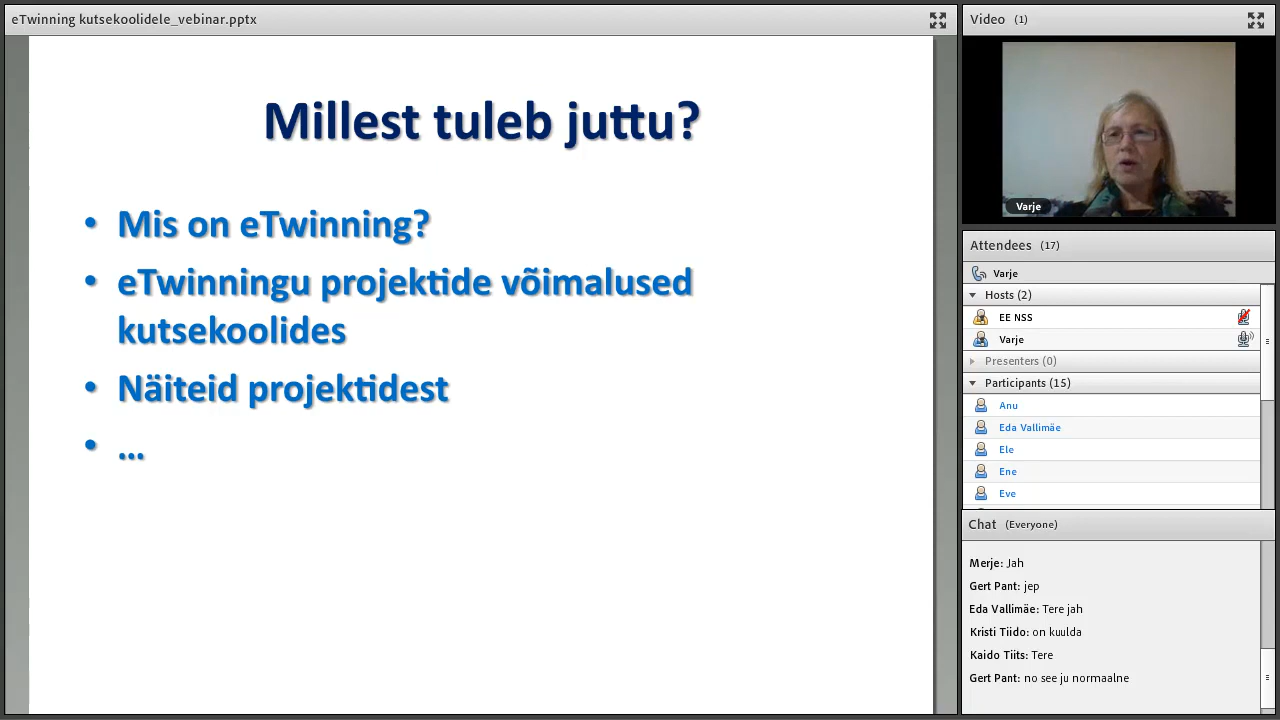 eTwinning kutsekoolidele_vebinar.pptx
Millest tuleb juttu?
• Mis on eTwinning?
• eTwinningu projektide võimalused
kutsekoolides
• Näiteid projektidest
• ...
Video (1)
Varje
Attendees (17)
Varje
Hosts (2)
EE NSS
Varje
Presenters (0)
Participants (15)
Anu
Eda Vallimäe
Ele
Ene
Eve
Chat (Everyone)
Merje: Jah
Gert Pant: jep
Eda Vallimäe: Tere jah
Kristi Tiido: on kuulda
Kaido Tiits: Tere
Gert Pant: no see ju normaalne